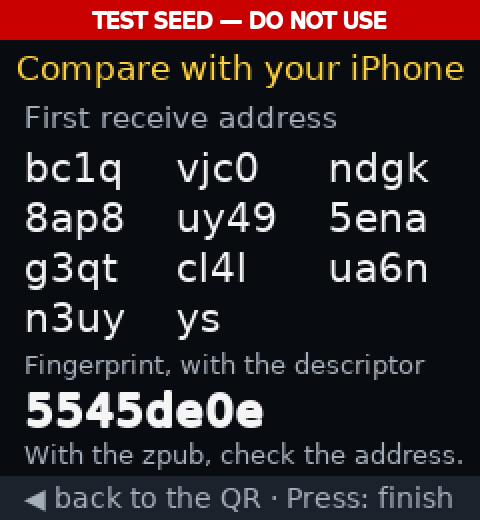 TEST SEED — DO NOT USE
Compare with your iPhone
First receive address
bc1q vjc0 ndgk
8ap8 uy49 5ena
g3qt cl4l ua6n
n3uy ys
Fingerprint, with the descriptor
5545de0e
With the zpub, check the address.
◀ back to the QR · Press: finish